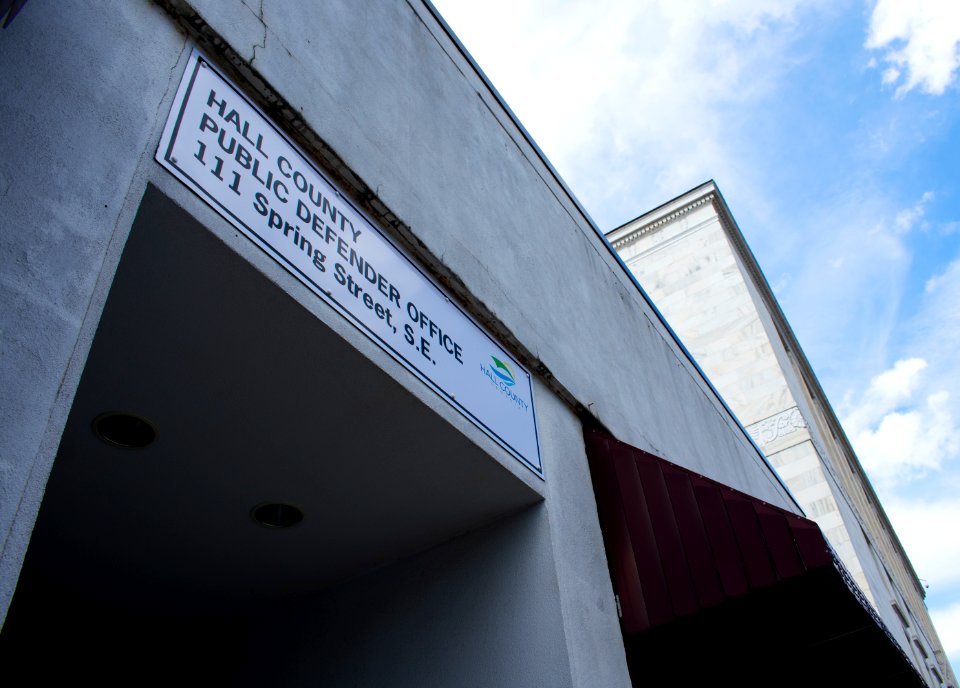 HALL COUNTY
PUBLIC DEFENDER OFFICE
111 Spring Street, S.E.
HALL COUNTY